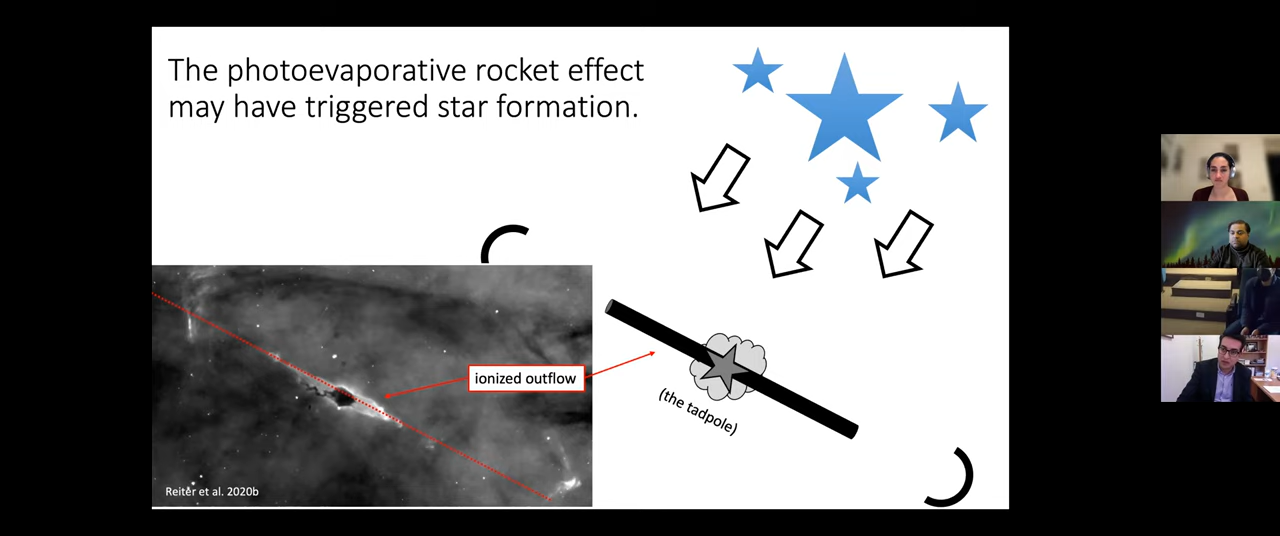 The photoevaporative rocket effect
may have triggered star formation.
ionized outflow
(the tadpole)
Reiter et al. 2020b